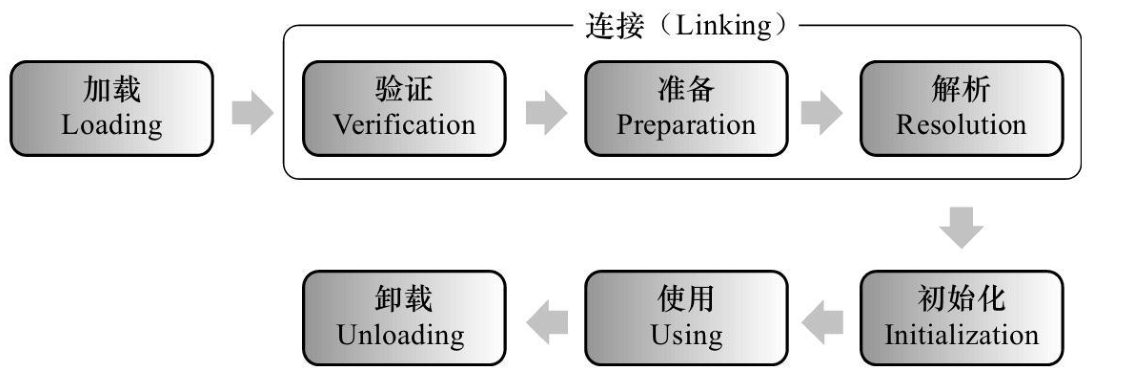 连接（Linking）
加载
Loading
验证
Verification
准备
Preparation
解析
Resolution
初始化
Initialization
使用
Using
卸载
Unloading